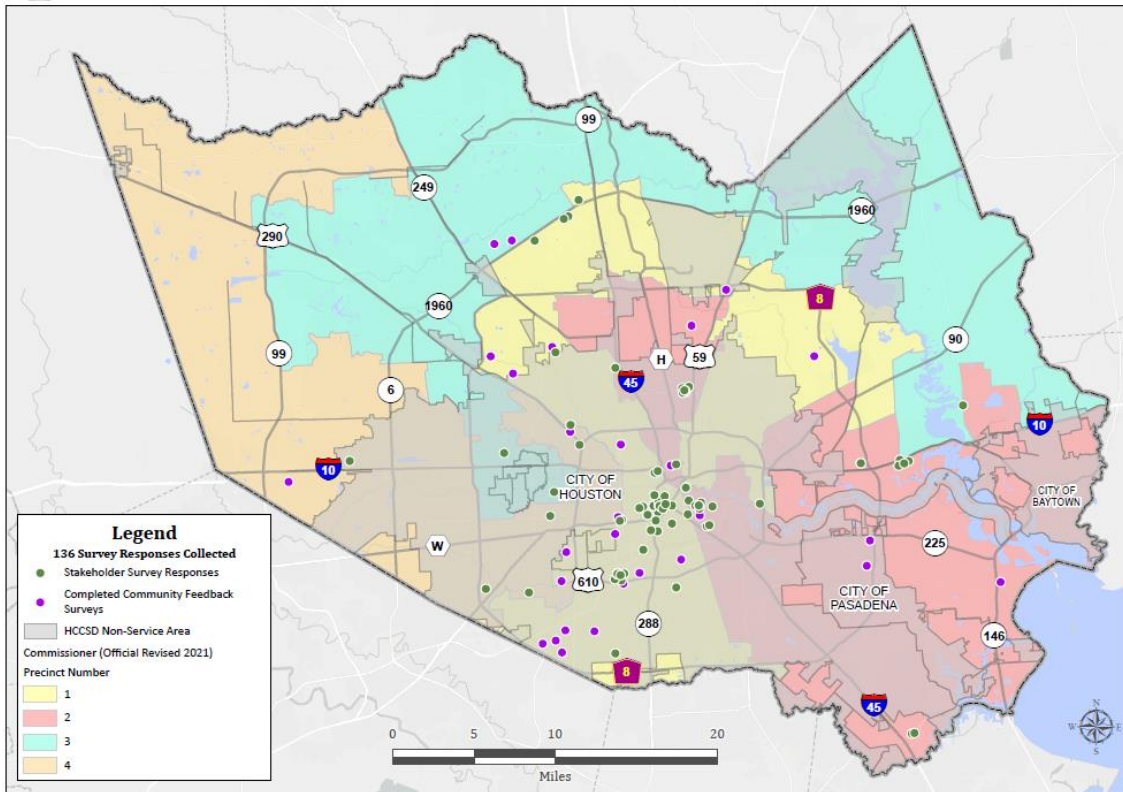 99
249
1960
290
1960
8
99
59
90
H
6
45
10
10
CITY OF
HOUSTON
CITY OF
BAYTOWN
W
225
610
CITY OF
PASADENA
288
146
8
45
Legend
136 Survey Responses Collected
Stakeholder Survey Responses
Completed Community Feedback
Surveys
HCCSD Non-Service Area
Commissioner (Official Revised 2021)
Precinct Number
1
2
3
4
0 5 10 20
Miles
N
W E
S